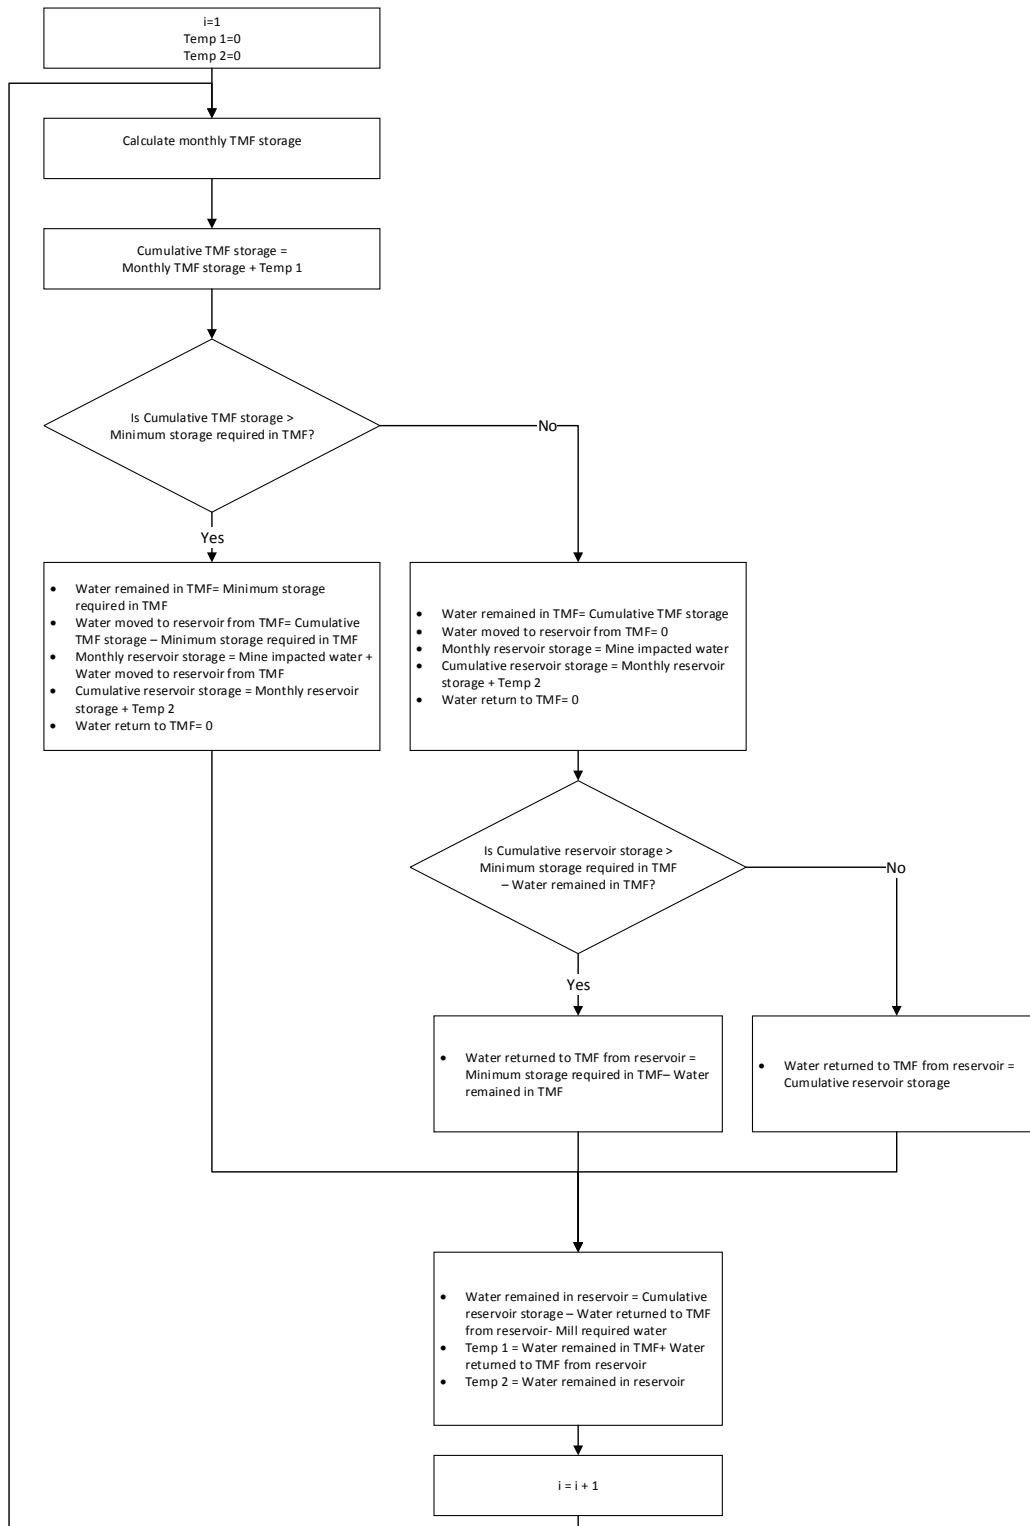 i=1
Temp 1=0
Temp 2=0
Calculate monthly TMF storage
Cumulative TMF storage =
Monthly TMF storage + Temp 1
Is Cumulative TMF storage >
Minimum storage required in TMF?
No
Yes
• Water remained in TMF= Minimum storage
required in TMF
• Water moved to reservoir from TMF= Cumulative
TMF storage – Minimum storage required in TMF
• Monthly reservoir storage = Mine impacted water +
Water moved to reservoir from TMF
• Cumulative reservoir storage = Monthly reservoir
storage + Temp 2
• Water return to TMF= 0
• Water remained in TMF= Cumulative TMF storage
• Water moved to reservoir from TMF= 0
• Monthly reservoir storage = Mine impacted water
• Cumulative reservoir storage = Monthly reservoir
storage + Temp 2
• Water return to TMF= 0
Is Cumulative reservoir storage >
Minimum storage required in TMF
– Water remained in TMF?
No
Yes
• Water returned to TMF from reservoir =
Minimum storage required in TMF– Water
remained in TMF
• Water returned to TMF from reservoir =
Cumulative reservoir storage
• Water remained in reservoir = Cumulative
reservoir storage – Water returned to TMF
from reservoir- Mill required water
• Temp 1 = Water remained in TMF+ Water
returned to TMF from reservoir
• Temp 2 = Water remained in reservoir
i = i + 1